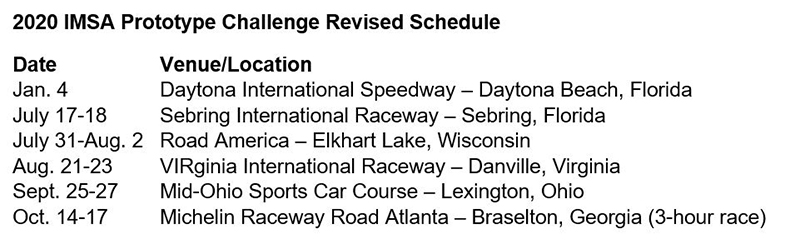 2020 IMSA Prototype Challenge Revised Schedule
Date Venue/Location
Jan. 4 Daytona International Speedway – Daytona Beach, Florida
July 17-18 Sebring International Raceway – Sebring, Florida
July 31-Aug. 2 Road America – Elkhart Lake, Wisconsin
Aug. 21-23 VIRginia International Raceway – Danville, Virginia
Sept. 25-27 Mid-Ohio Sports Car Course – Lexington, Ohio
Oct. 14-17 Michelin Raceway Road Atlanta – Braselton, Georgia (3-hour race)